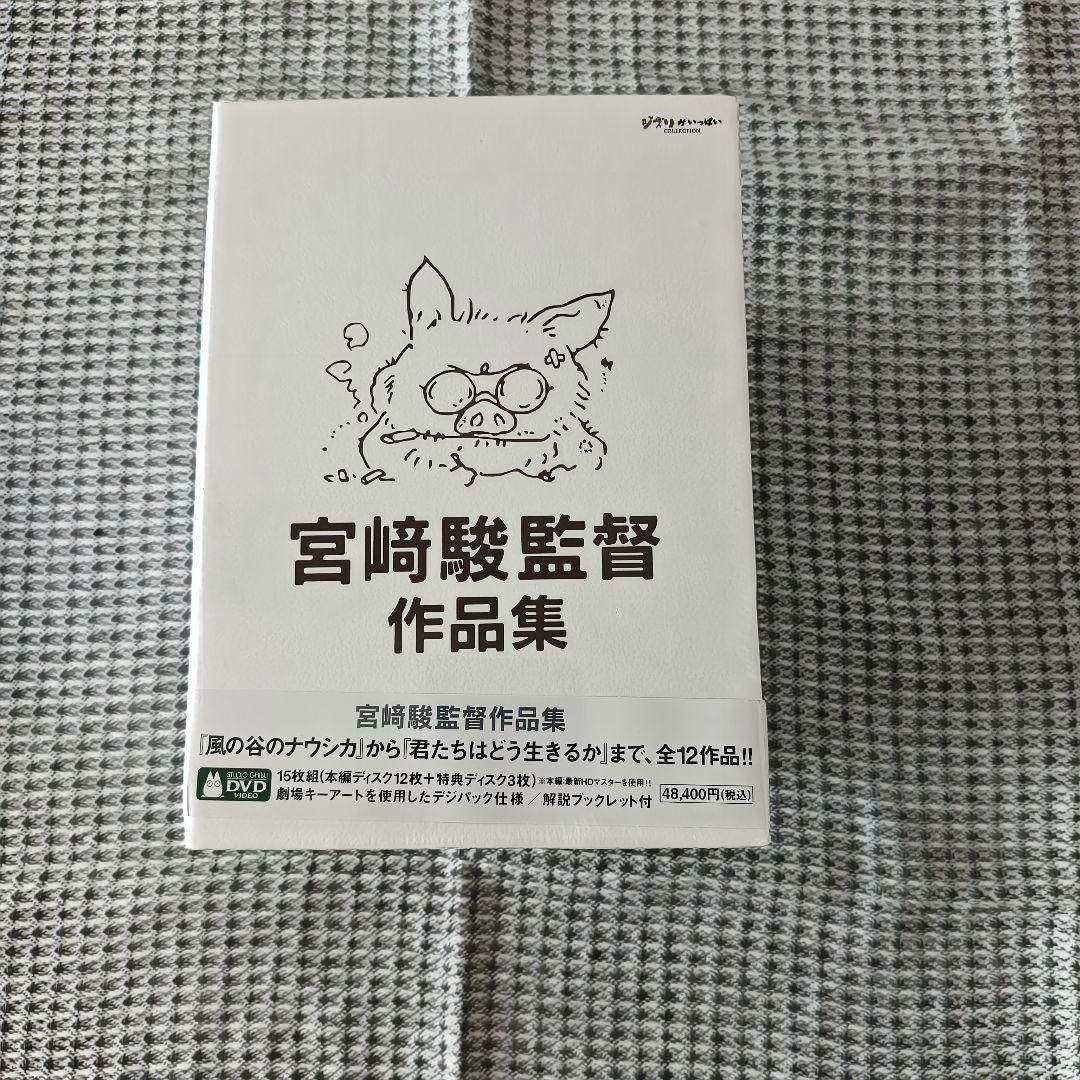 ジブリがいっぱい
COLLECTION
宮﨑駿監督
作品集
宮﨑駿監督作品集
『風の谷のナウシカ』から『君たちはどう生きるか』まで、全12作品!!
STUDIO GHIBLI
DVD
VIDEO
15枚組(本編ディスク12枚+特典ディスク3枚)※本編:最新HDマスターを使用!!
劇場キーアートを使用したデジパック仕様/解説ブックレット付
48,400円(税込)